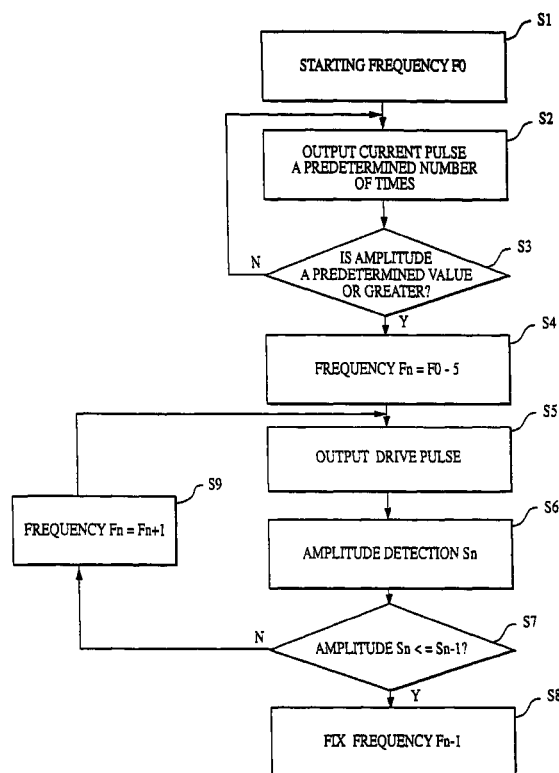 S1
STARTING FREQUENCY F0
S2
OUTPUT CURRENT PULSE
A PREDETERMINED NUMBER
OF TIMES
S3
IS AMPLITUDE
A PREDETERMINED VALUE
OR GREATER?
N
Y
S4
FREQUENCY Fn = F0 - 5
S5
OUTPUT DRIVE PULSE
S9
FREQUENCY Fn = Fn+1
S6
AMPLITUDE DETECTION Sn
S7
N
AMPLITUDE Sn < = Sn-1?
Y
S8
FIX FREQUENCY Fn-1